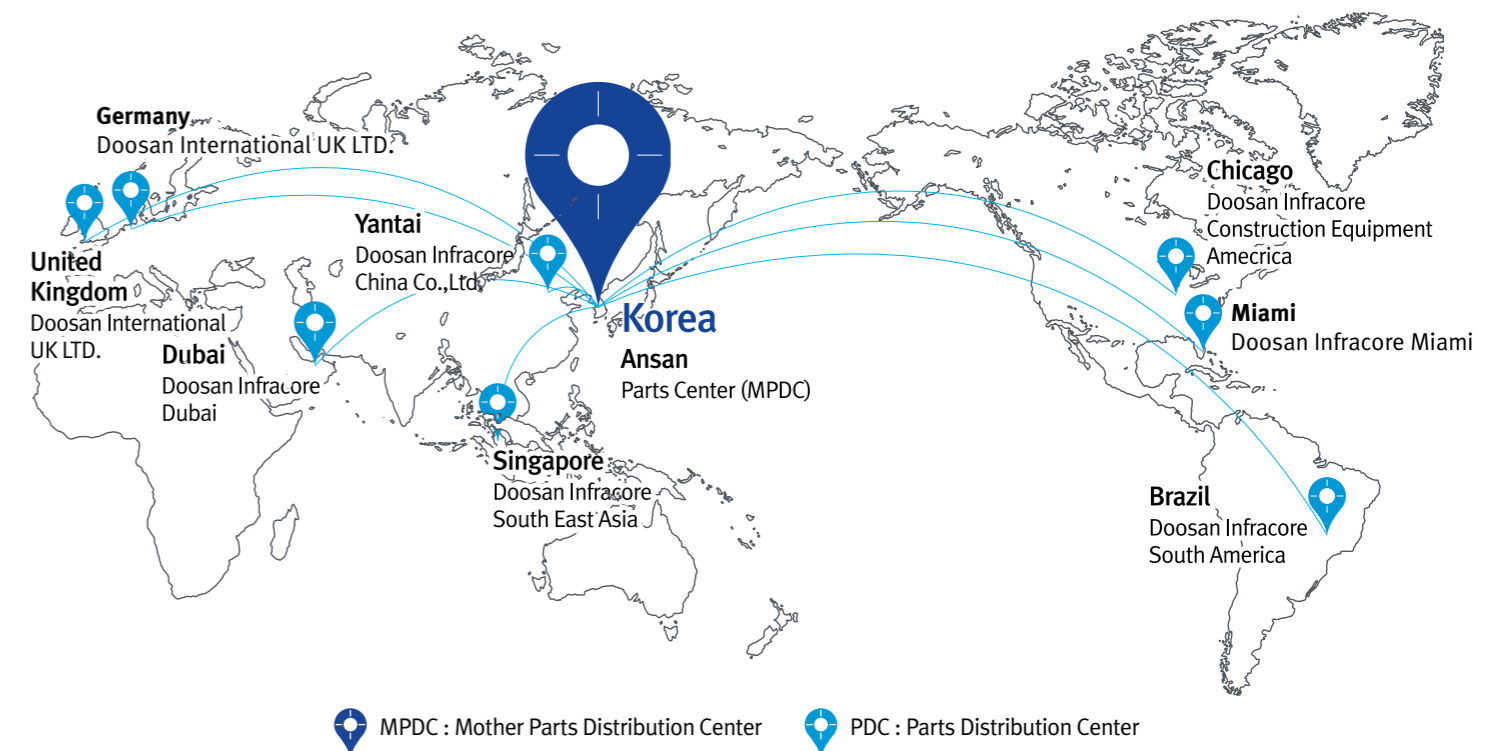 Germany
Doosan International UK LTD.
United
Kingdom
Doosan International
UK LTD.
Dubai
Doosan Infracore
Dubai
Yantai
Doosan Infracore
China Co.,Ltd.
Korea
Ansan
Parts Center (MPDC)
Singapore
Doosan Infracore
South East Asia
Chicago
Doosan Infracore
Construction Equipment
Amecrica
Miami
Doosan Infracore Miami
Brazil
Doosan Infracore
South America
MPDC : Mother Parts Distribution Center
PDC : Parts Distribution Center